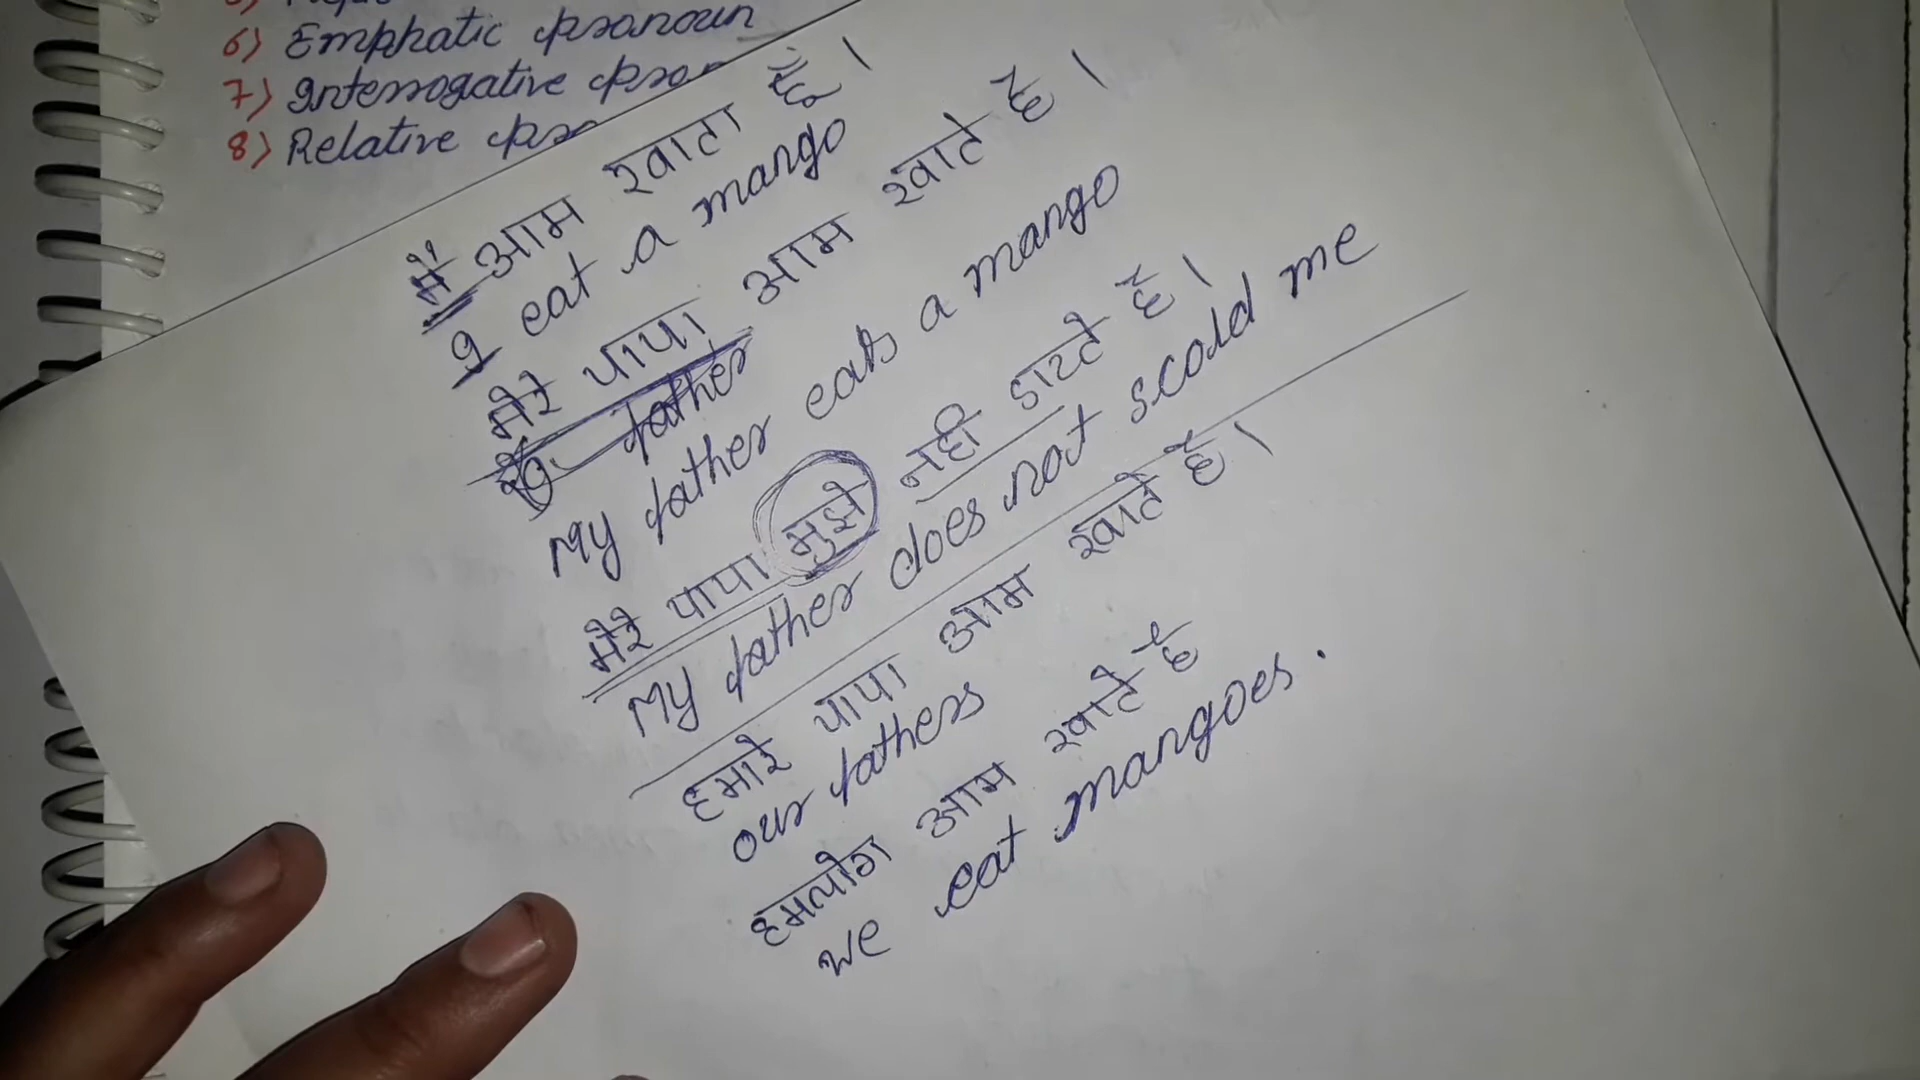 6) Emphatic pronoun
7) Interrogative
8) Relative
मैं आम खाता हूँ।
I eat a mango
मेरे पापा आम खाते हैं।
father
My father eats a mango
मेरे पापा मुझे नही डाटते हैं।
My father does not scold me
हमारे पापा आम खाते हैं।
our fathers
हमलोग आम खाते हैं
we eat mangoes.